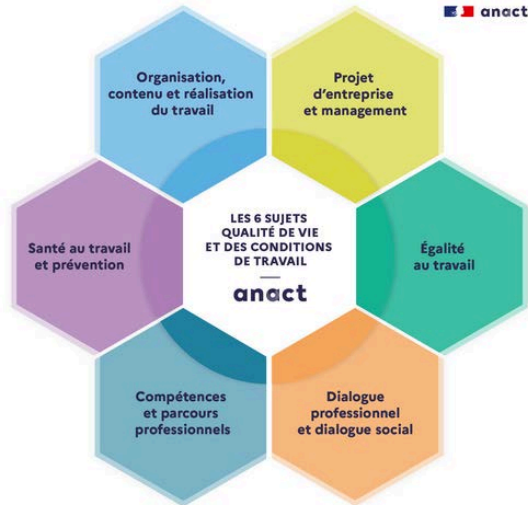 anact
Organisation,
contenu et réalisation
du travail
Projet
d'entreprise
et management
Santé au travail
et prévention
LES 6 SUJETS
QUALITÉ DE VIE
ET DES CONDITIONS
DE TRAVAIL
anact
Égalité
au travail
Compétences
et parcours
professionnels
Dialogue
professionnel
et dialogue social